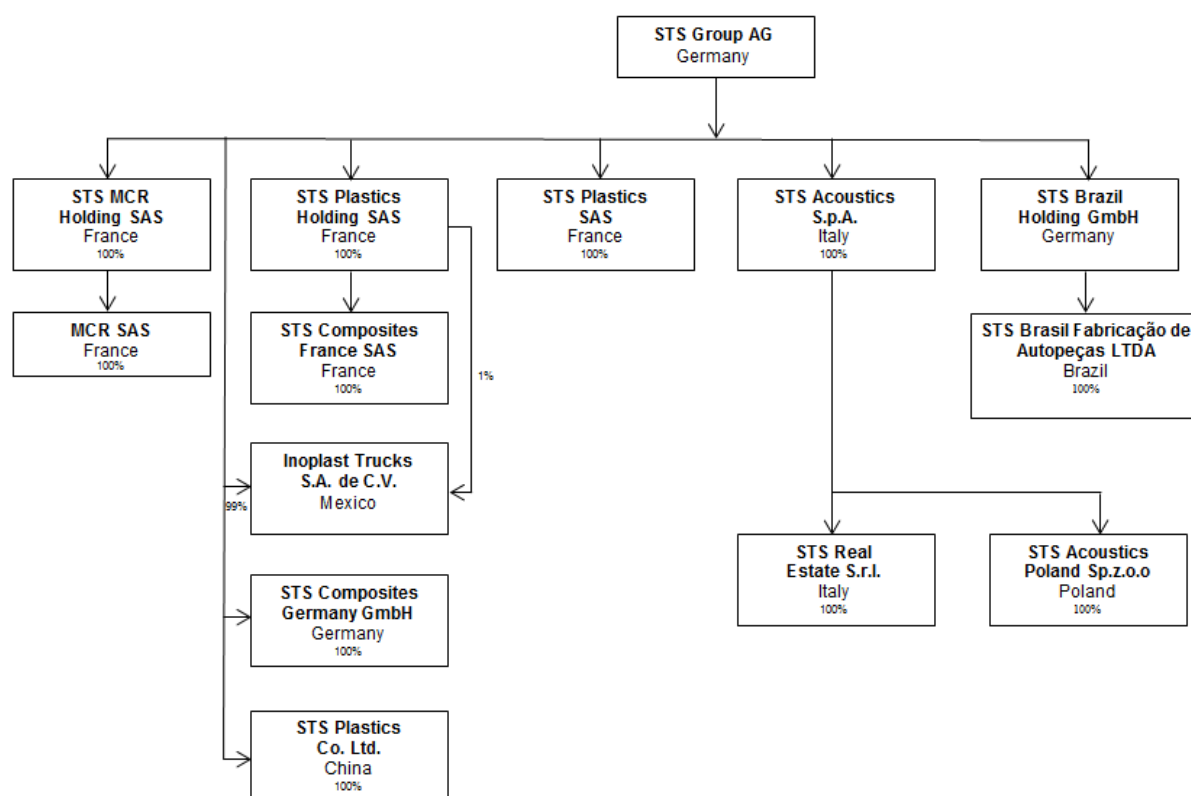 STS Group AG
Germany
STS MCR
Holding SAS
France
100%
STS Plastics
Holding SAS
France
100%
STS Plastics
SAS
France
100%
STS Acoustics
S.p.A.
Italy
100%
STS Brazil
Holding GmbH
Germany
MCR SAS
France
100%
STS Composites
France SAS
France
100%
STS Brasil Fabricação de
Autopeças LTDA
Brazil
100%
1%
Inoplast Trucks
S.A. de C.V.
Mexico
99%
STS Real
Estate S.r.l.
Italy
100%
STS Acoustics
Poland Sp.z.o.o
Poland
100%
STS Composites
Germany GmbH
Germany
100%
STS Plastics
Co. Ltd.
China
100%